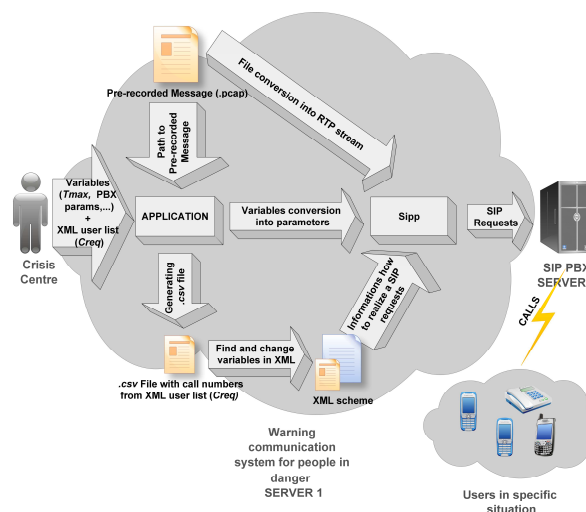 Pre-recorded Message (.pcap)
File conversion into RTP stream
Path to
Pre-recorded
Message
Variables
(Tmax, PBX
params,...)
+
XML user list
(Creq)
APPLICATION
Variables conversion
into parameters
Sipp
SIP
Requests
Crisis
Centre
SIP PBX
SERVER
Generating
.csv file
Informations how
to realize a SIP
requests
CALLS
Find and change
variables in XML
.csv File with call numbers
from XML user list (Creq)
XML scheme
Warning
communication
system for people in
danger
SERVER 1
Users in specific
situation